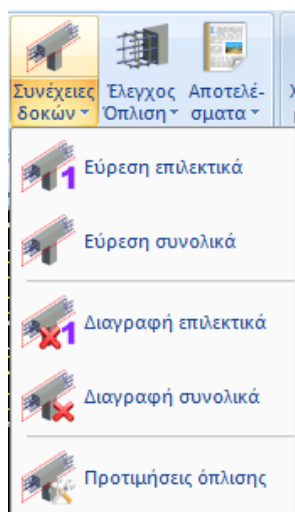 Συνέχειες Έλεγχος Αποτελέ-
δοκών Όπλιση σματα
Εύρεση επιλεκτικά
Εύρεση συνολικά
Διαγραφή επιλεκτικά
Διαγραφή συνολικά
Προτιμήσεις όπλισης